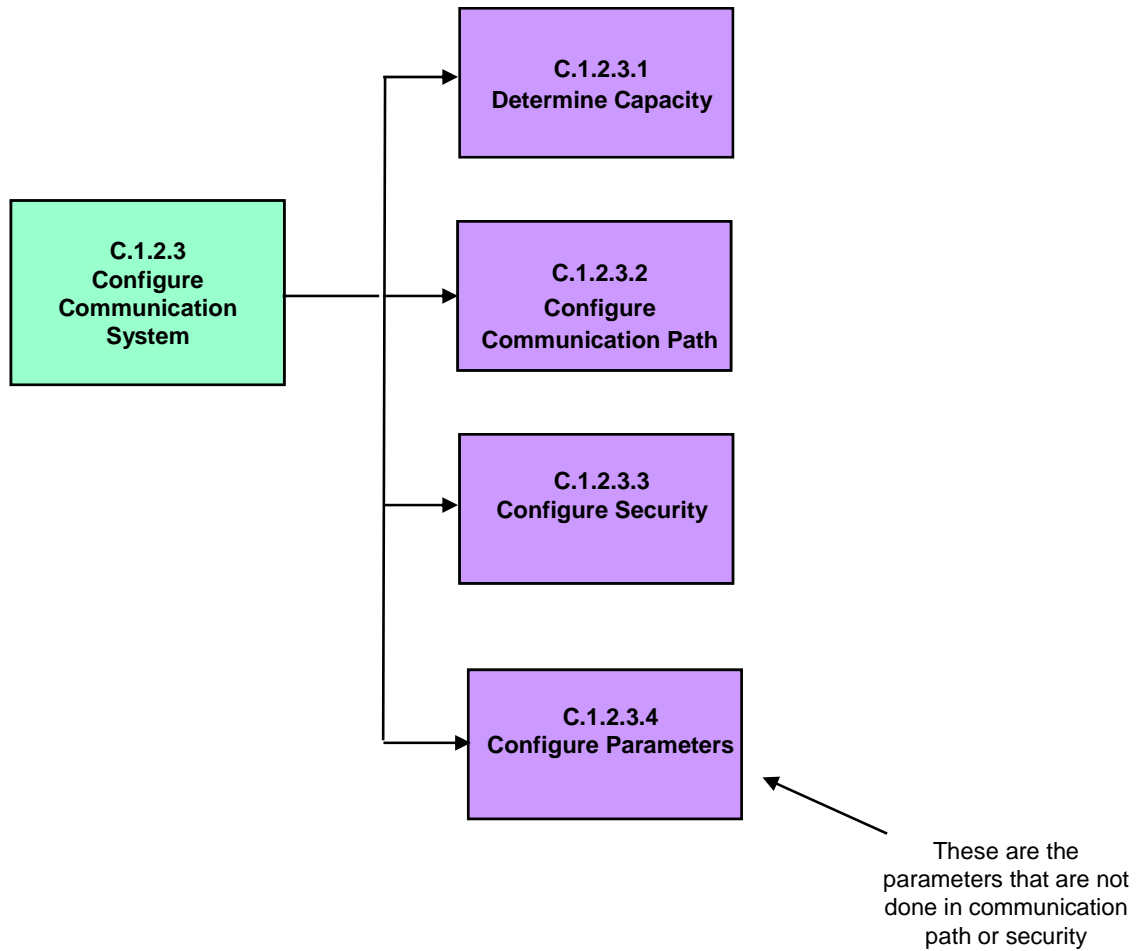 C.1.2.3.1
Determine Capacity
C.1.2.3
Configure
Communication
System
C.1.2.3.2
Configure
Communication Path
C.1.2.3.3
Configure Security
C.1.2.3.4
Configure Parameters
These are the
parameters that are not
done in communication
path or security